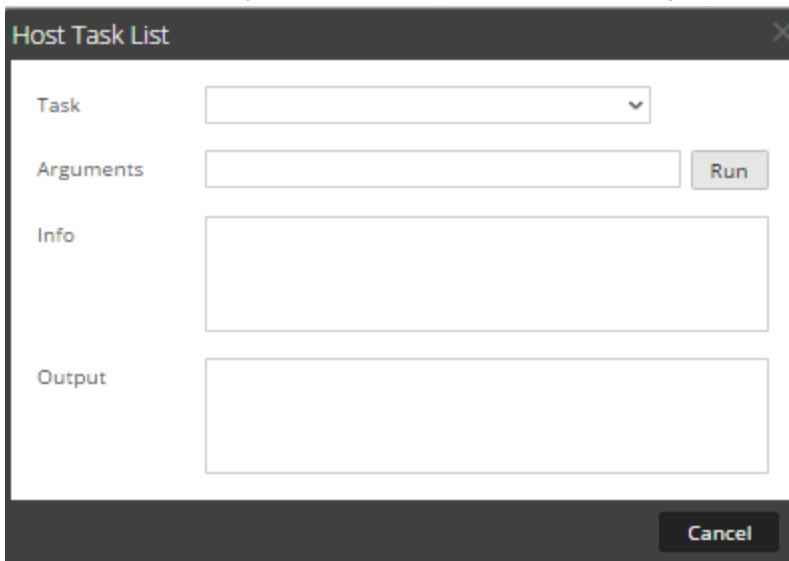 Host Task List
Task
Arguments
Run
Info
Output
Cancel